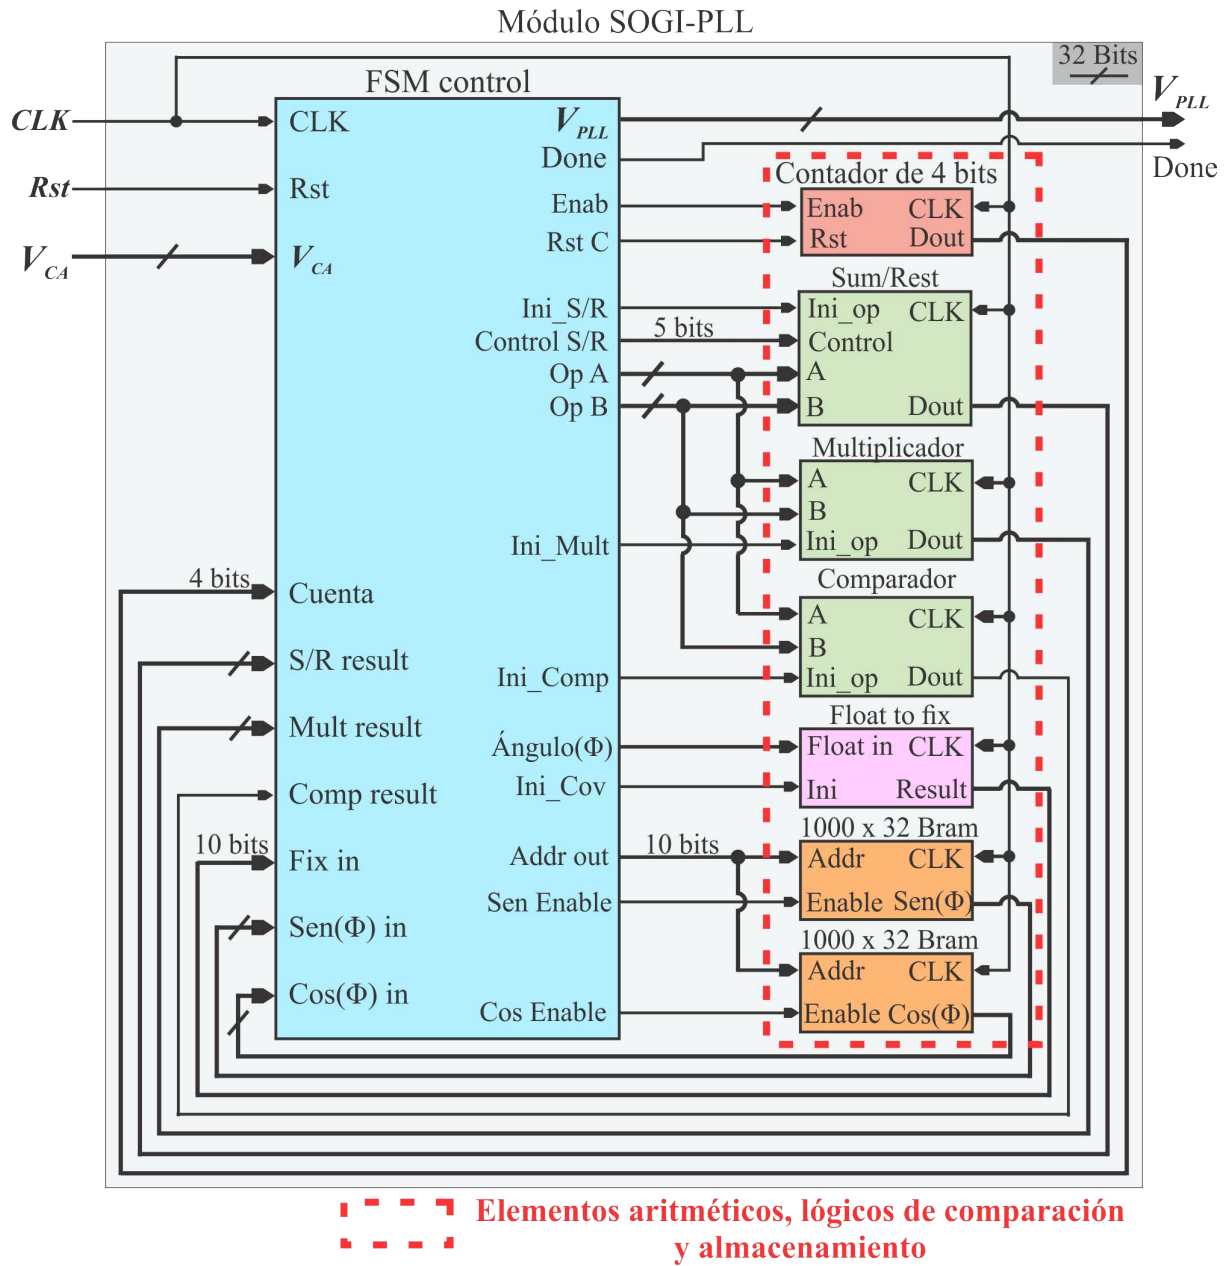 Módulo SOGI-PLL
32 Bits
FSM control
CLK
Rst
V_CA
CLK
Rst
V_CA
Cuenta
S/R result
Mult result
Comp result
Fix in
Sen(Φ) in
Cos(Φ) in
4 bits
10 bits
V_PLL
Done
Enab
Rst C
Ini_S/R
Control S/R
Op A
Op B
Ini_Mult
Ini_Comp
Ángulo(Φ)
Ini_Cov
Addr out
Sen Enable
Cos Enable
5 bits
10 bits
V_PLL
Done
Contador de 4 bits
Enab CLK
Rst Dout
Sum/Rest
Ini_op CLK
Control
A
B Dout
Multiplicador
A CLK
B
Ini_op Dout
Comparador
A CLK
B
Ini_op Dout
Float to fix
Float in CLK
Ini Result
1000 x 32 Bram
Addr CLK
Enable Sen(Φ)
1000 x 32 Bram
Addr CLK
Enable Cos(Φ)
Elementos aritméticos, lógicos de comparación
y almacenamiento